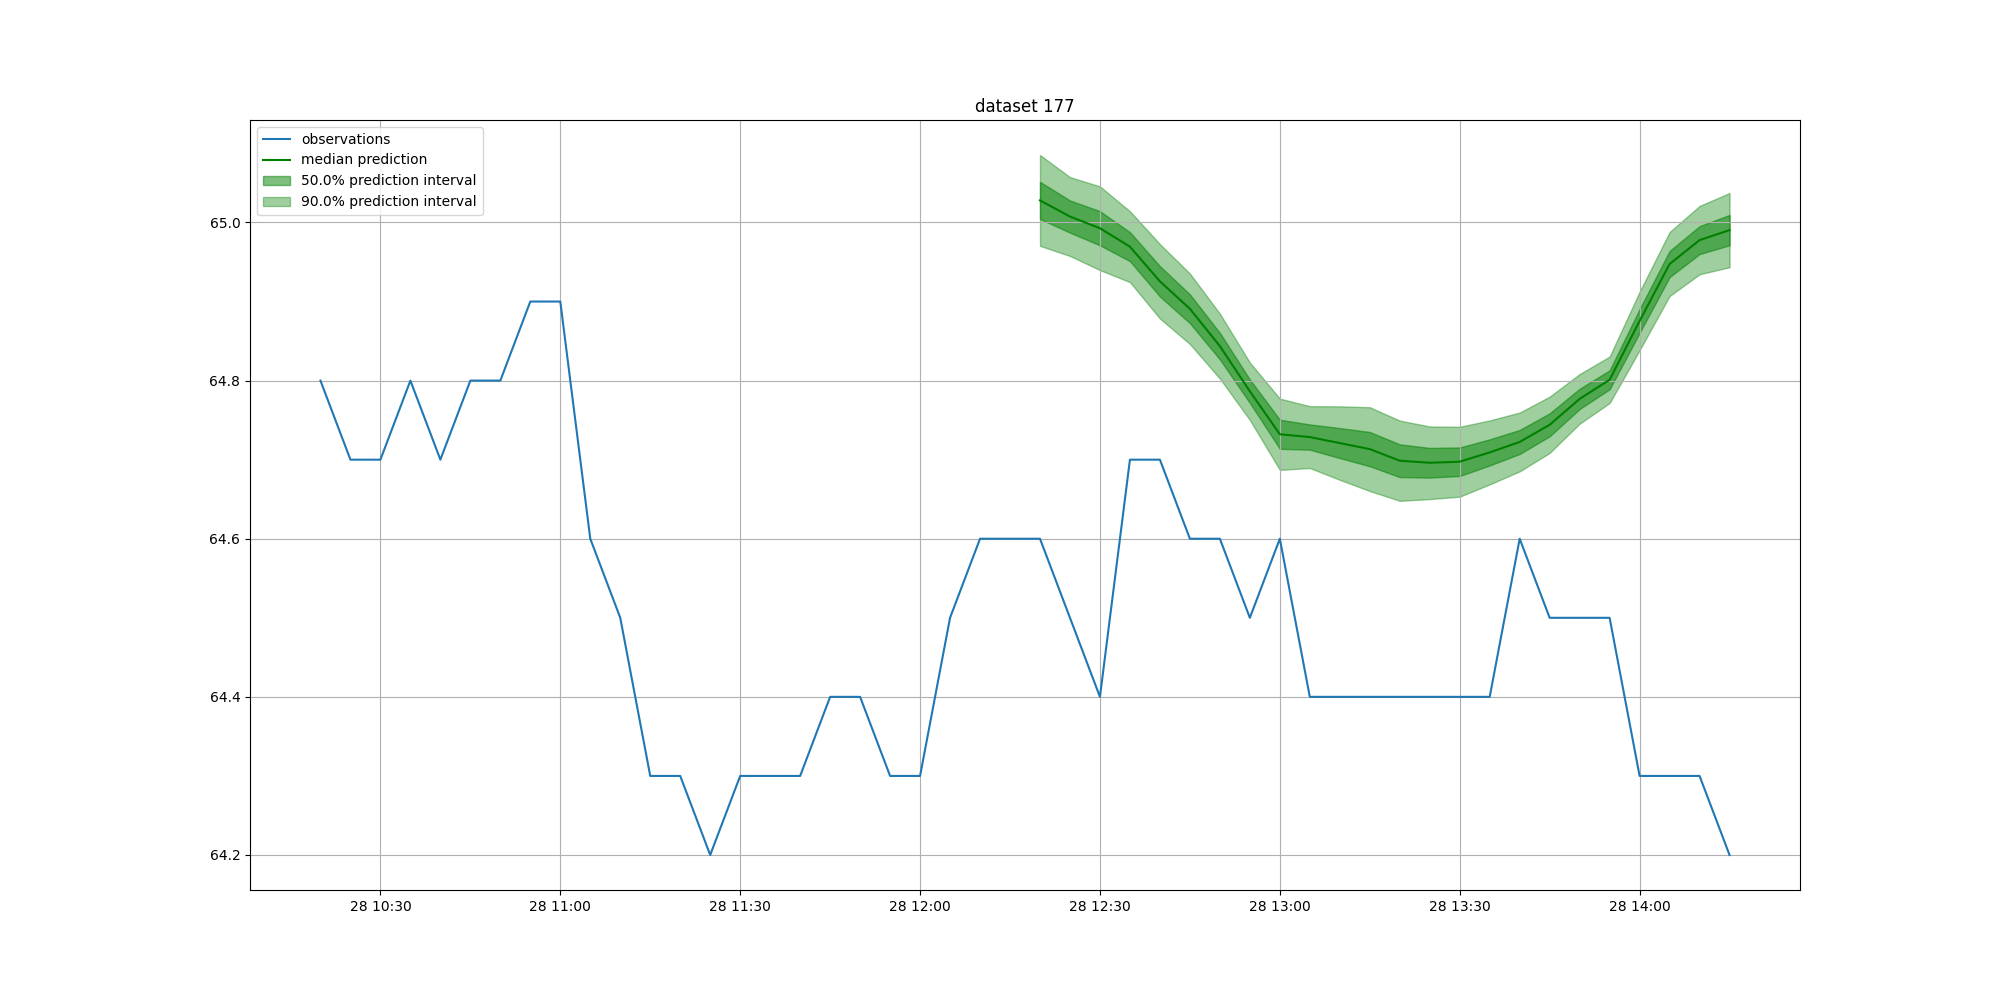 dataset 177
observations
median prediction
50.0% prediction interval
90.0% prediction interval
65.0
64.8
64.6
64.4
64.2
28 10:30 28 11:00 28 11:30 28 12:00 28 12:30 28 13:00 28 13:30 28 14:00